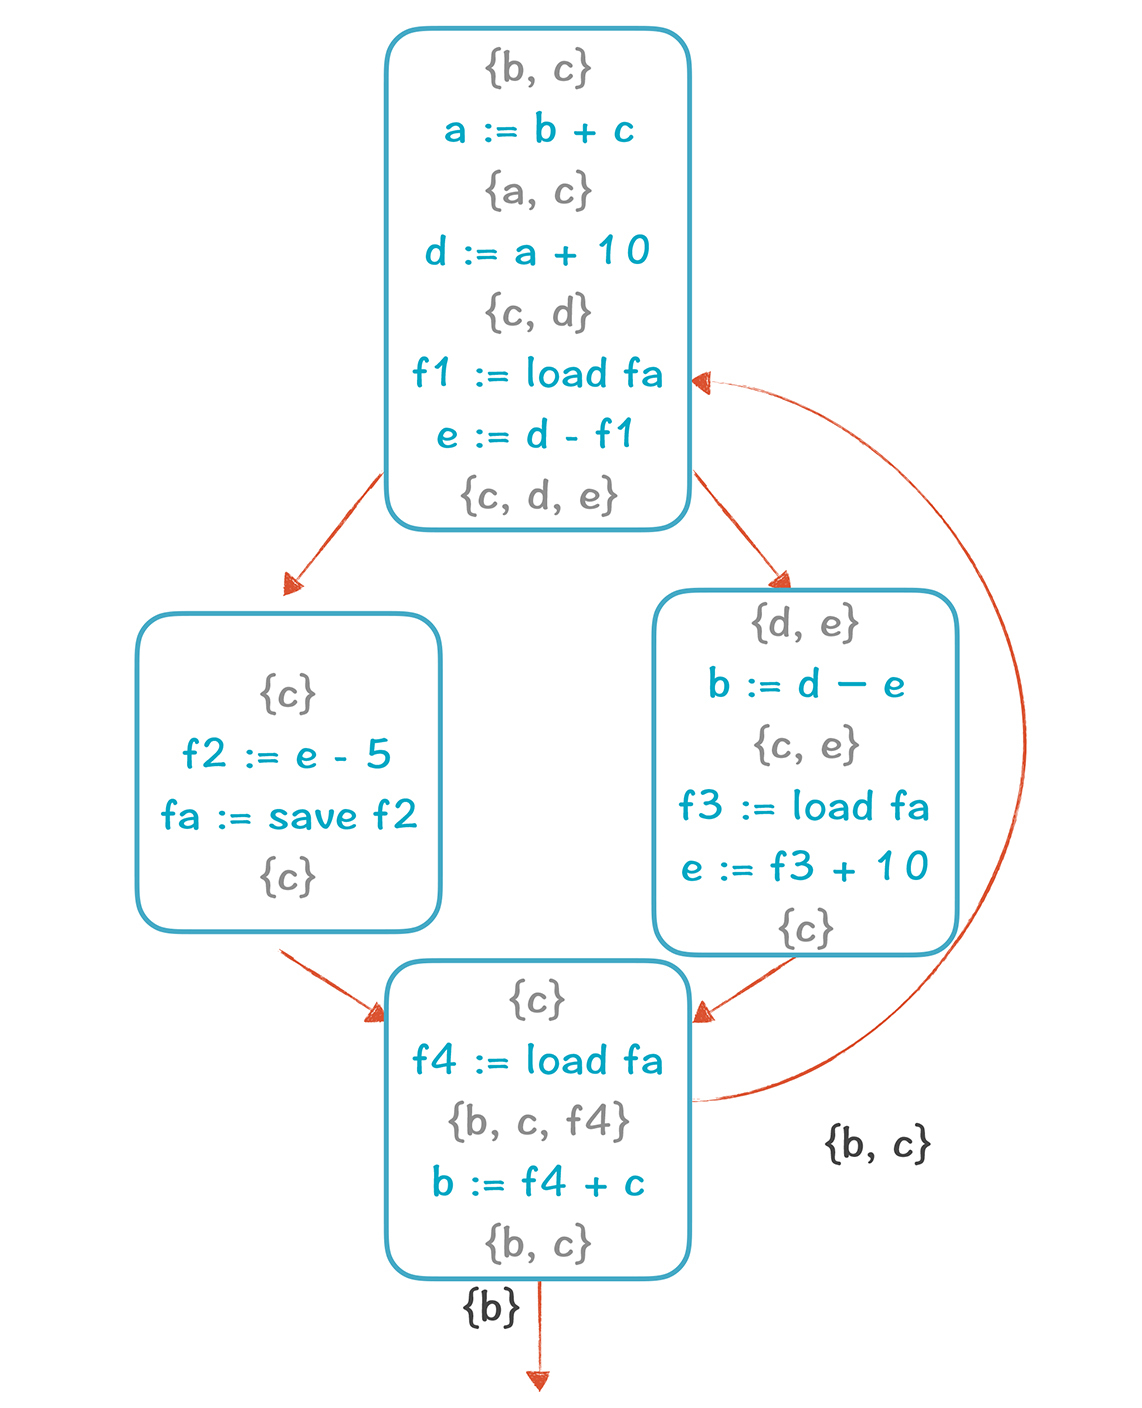 {b, c}
a := b + c
{a, c}
d := a + 10
{c, d}
f1 := load fa
e := d - f1
{c, d, e}
{c}
f2 := e - 5
fa := save f2
{c}
{d, e}
b := d — e
{c, e}
f3 := load fa
e := f3 + 10
{c}
{c}
f4 := load fa
{b, c, f4}
b := f4 + c
{b, c}
{b, c}
{b}